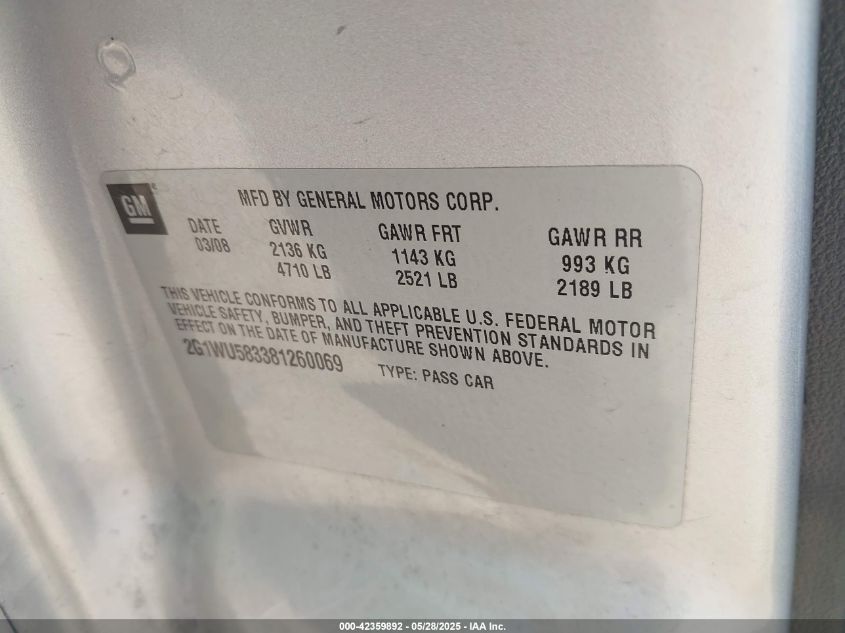 GM
MFD BY GENERAL MOTORS CORP.
DATE GVWR GAWR FRT GAWR RR
03/08 2136 KG 1143 KG 993 KG
4710 LB 2521 LB 2189 LB
THIS VEHICLE CONFORMS TO ALL APPLICABLE U.S. FEDERAL MOTOR
VEHICLE SAFETY, BUMPER, AND THEFT PREVENTION STANDARDS IN
EFFECT ON THE DATE OF MANUFACTURE SHOWN ABOVE.
2G1WU583381260069 TYPE: PASS CAR
000-42359892 - 05/28/2025 - IAA Inc.